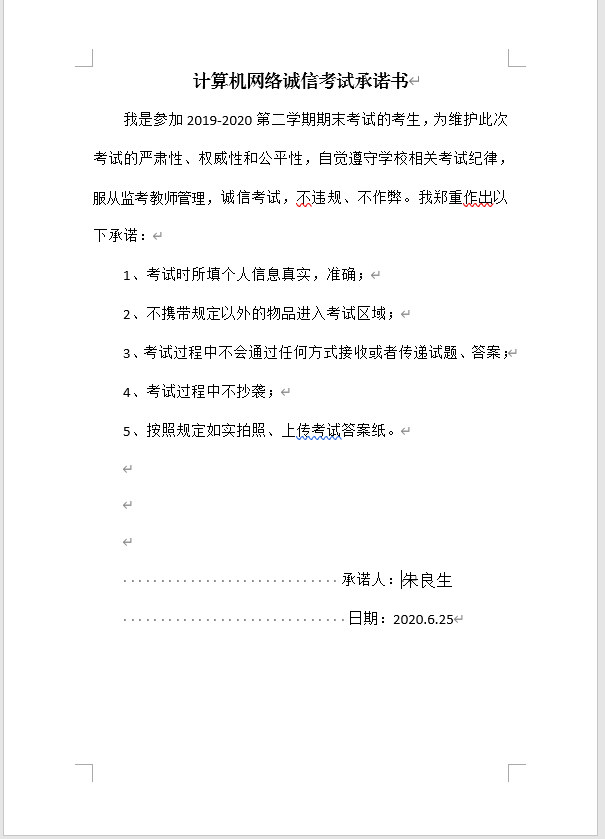 计算机网络诚信考试承诺书
我是参加 2019-2020 第二学期期末考试的考生，为维护此次
考试的严肃性、权威性和公平性，自觉遵守学校相关考试纪律，
服从监考教师管理，诚信考试，不违规、不作弊。我郑重作出以
下承诺：
1、考试时所填个人信息真实，准确；
2、不携带规定以外的物品进入考试区域；
3、考试过程中不会通过任何方式接收或者传递试题、答案；
4、考试过程中不抄袭；
5、按照规定如实拍照、上传考试答案纸。
承诺人：朱良生
日期：2020.6.25